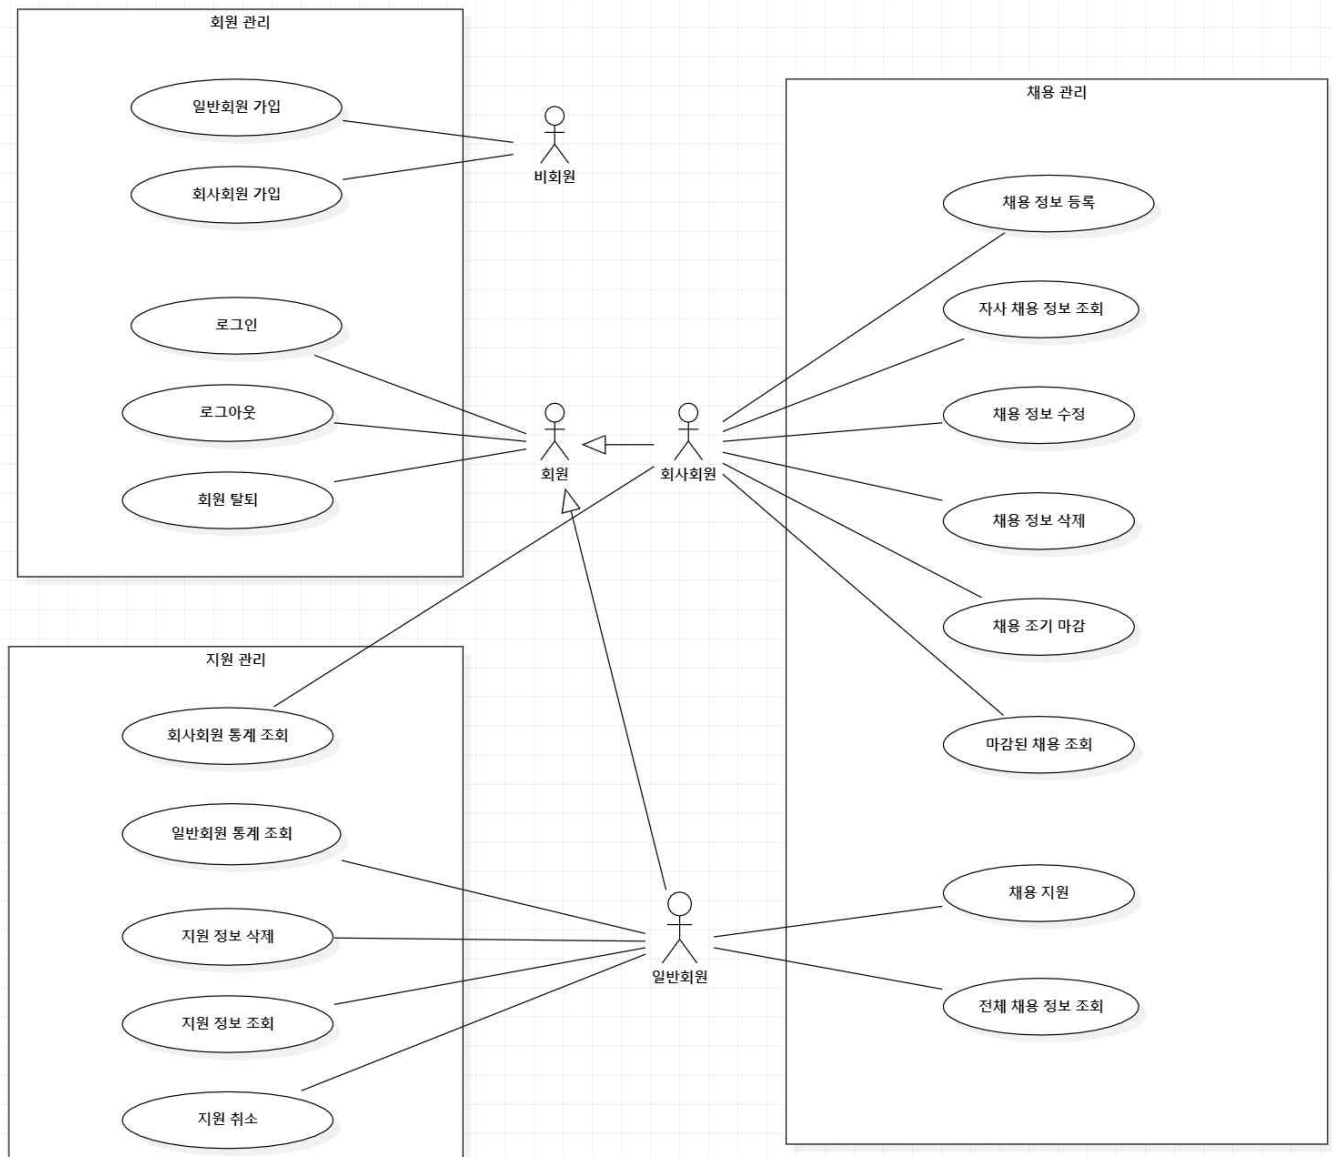 회원 관리
일반회원 가입
회사회원 가입
로그인
로그아웃
회원 탈퇴
비회원
회원
회사회원
채용 관리
채용 정보 등록
자사 채용 정보 조회
채용 정보 수정
채용 정보 삭제
채용 조기 마감
마감된 채용 조회
채용 지원
전체 채용 정보 조회
지원 관리
회사회원 통계 조회
일반회원 통계 조회
지원 정보 삭제
지원 정보 조회
지원 취소
일반회원